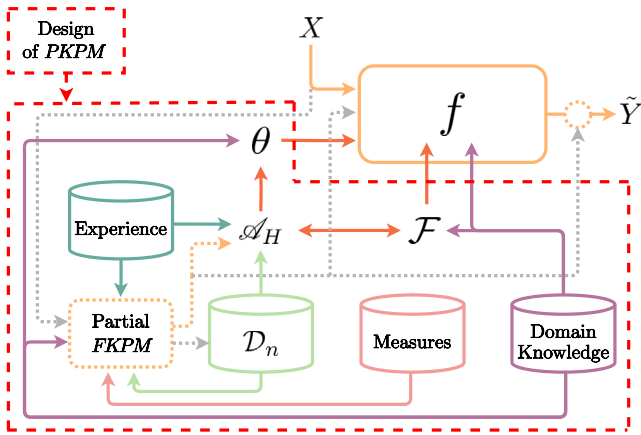 Design
of PKPM
X
f
Ỹ
θ
Experience
𝒜_H
ℱ
Partial
FKPM
𝒟_n
Measures
Domain
Knowledge